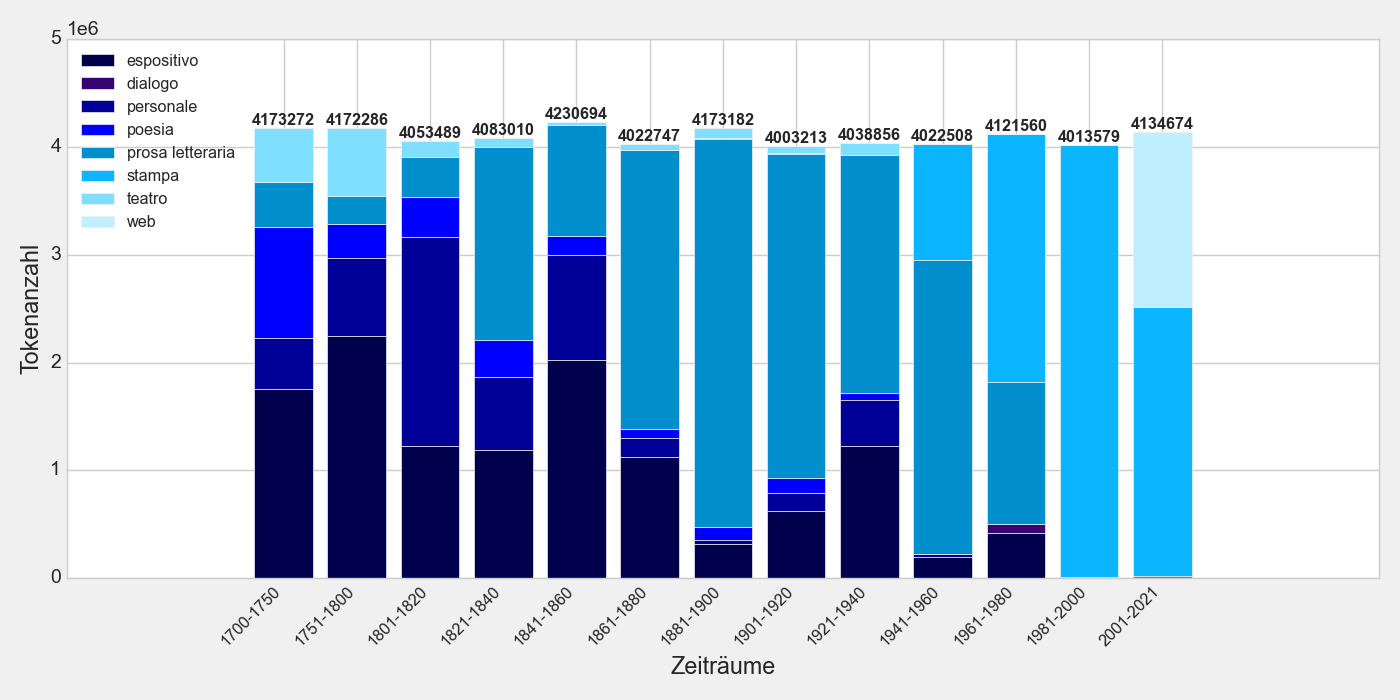 1e6
5
4
3
2
1
0
Tokenanzahl
espositivo
dialogo
personale
poesia
prosa letteraria
stampa
teatro
web
4173272
4172286
4053489
4083010
4230694
4022747
4173182
4003213
4038856
4022508
4121560
4013579
4134674
1700-1750
1751-1800
1801-1820
1821-1840
1841-1860
1861-1880
1881-1900
1901-1920
1921-1940
1941-1960
1961-1980
1981-2000
2001-2021
Zeiträume